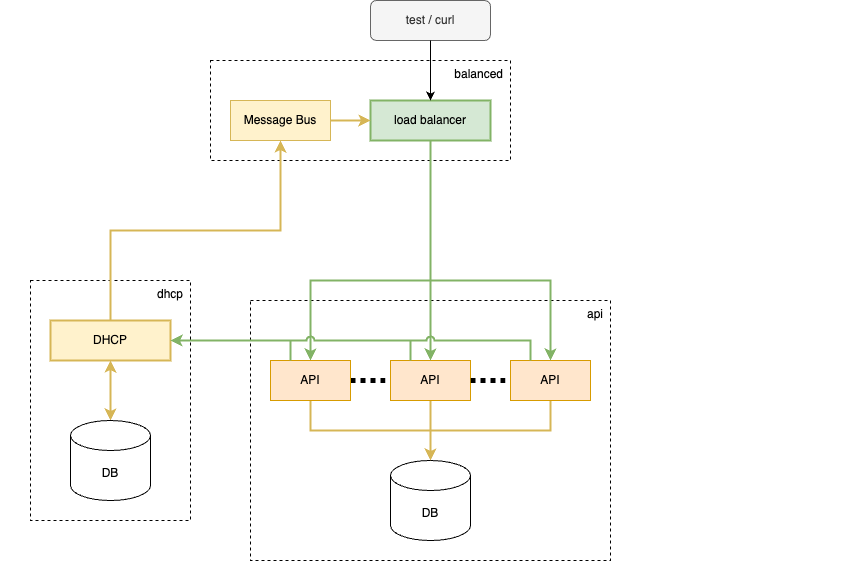 test / curl
balanced
Message Bus
load balancer
dhcp
api
DHCP
API
API
API
DB
DB